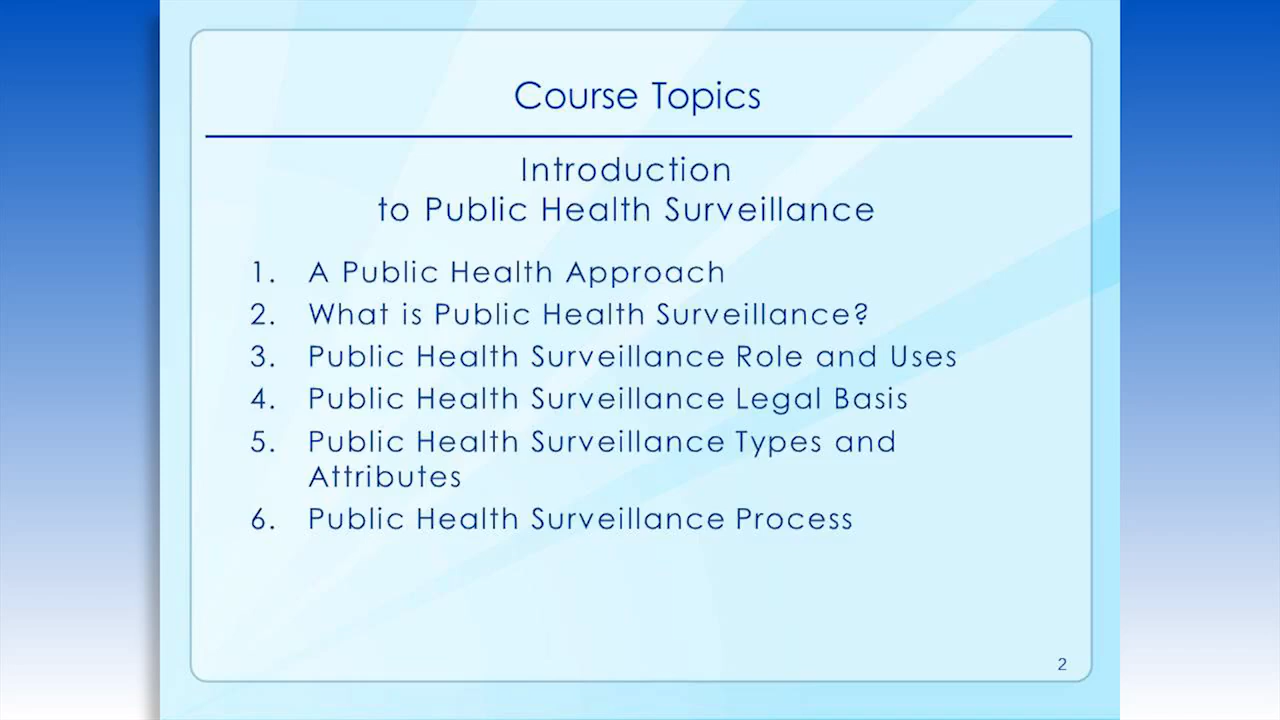 Course Topics
Introduction
to Public Health Surveillance
1. A Public Health Approach
2. What is Public Health Surveillance?
3. Public Health Surveillance Role and Uses
4. Public Health Surveillance Legal Basis
5. Public Health Surveillance Types and
Attributes
6. Public Health Surveillance Process
2